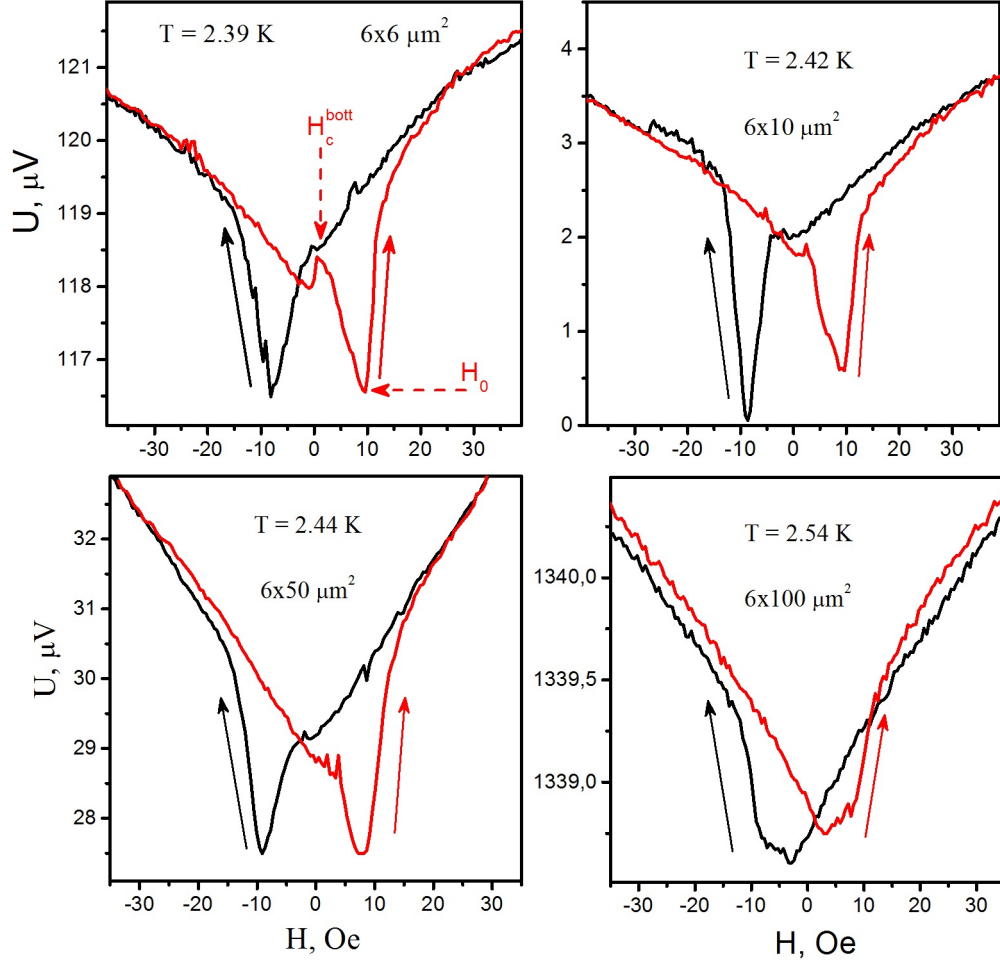 T = 2.39 K
6x6 μm²
H_c^bott
H₀
U, μV
121
120
119
118
117
-30 -20 -10 0 10 20 30
T = 2.42 K
6x10 μm²
4
3
2
1
0
-30 -20 -10 0 10 20 30
T = 2.44 K
6x50 μm²
U, μV
32
31
30
29
28
-30 -20 -10 0 10 20 30
H, Oe
T = 2.54 K
6x100 μm²
1340,0
1339,5
1339,0
-30 -20 -10 0 10 20 30
H, Oe